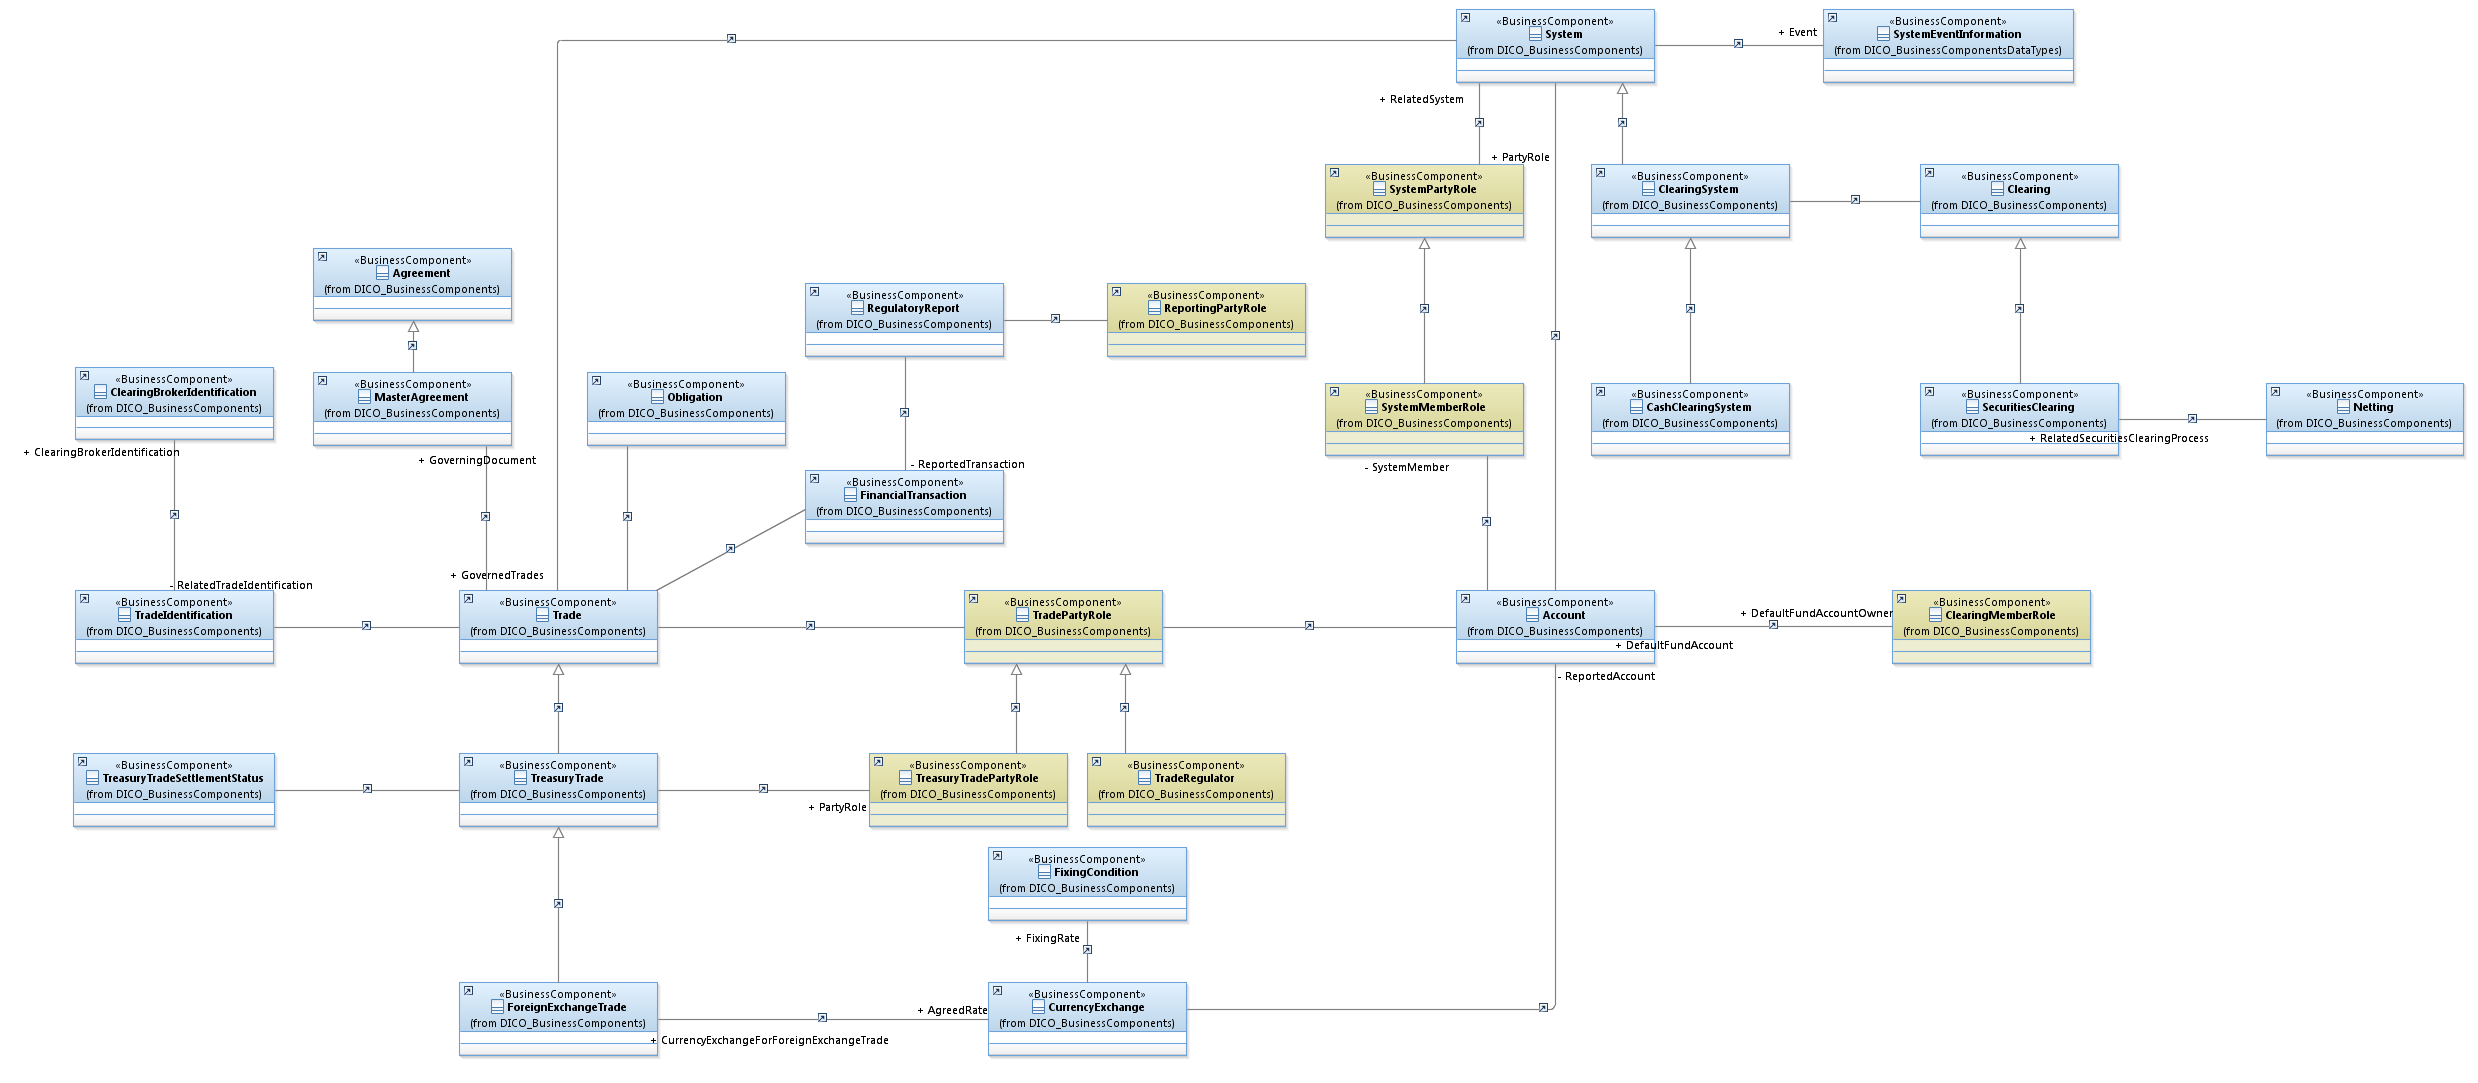 «BusinessComponent»
System
(from DICO_BusinessComponents)
+ Event
«BusinessComponent»
SystemEventInformation
(from DICO_BusinessComponentsDataTypes)
+ RelatedSystem
+ PartyRole
«BusinessComponent»
SystemPartyRole
(from DICO_BusinessComponents)
«BusinessComponent»
ClearingSystem
(from DICO_BusinessComponents)
«BusinessComponent»
Clearing
(from DICO_BusinessComponents)
«BusinessComponent»
Agreement
(from DICO_BusinessComponents)
«BusinessComponent»
RegulatoryReport
(from DICO_BusinessComponents)
«BusinessComponent»
ReportingPartyRole
(from DICO_BusinessComponents)
«BusinessComponent»
ClearingBrokerIdentification
(from DICO_BusinessComponents)
+ ClearingBrokerIdentification
«BusinessComponent»
MasterAgreement
(from DICO_BusinessComponents)
+ GoverningDocument
«BusinessComponent»
Obligation
(from DICO_BusinessComponents)
«BusinessComponent»
SystemMemberRole
(from DICO_BusinessComponents)
- SystemMember
«BusinessComponent»
CashClearingSystem
(from DICO_BusinessComponents)
«BusinessComponent»
SecuritiesClearing
(from DICO_BusinessComponents)
+ RelatedSecuritiesClearingProcess
«BusinessComponent»
Netting
(from DICO_BusinessComponents)
- ReportedTransaction
«BusinessComponent»
FinancialTransaction
(from DICO_BusinessComponents)
- RelatedTradeIdentification
+ GovernedTrades
«BusinessComponent»
TradeIdentification
(from DICO_BusinessComponents)
«BusinessComponent»
Trade
(from DICO_BusinessComponents)
«BusinessComponent»
TradePartyRole
(from DICO_BusinessComponents)
«BusinessComponent»
Account
(from DICO_BusinessComponents)
+ DefaultFundAccountOwner
+ DefaultFundAccount
«BusinessComponent»
ClearingMemberRole
(from DICO_BusinessComponents)
- ReportedAccount
«BusinessComponent»
TreasuryTradeSettlementStatus
(from DICO_BusinessComponents)
«BusinessComponent»
TreasuryTrade
(from DICO_BusinessComponents)
+ PartyRole
«BusinessComponent»
TreasuryTradePartyRole
(from DICO_BusinessComponents)
«BusinessComponent»
TradeRegulator
(from DICO_BusinessComponents)
«BusinessComponent»
FixingCondition
(from DICO_BusinessComponents)
+ FixingRate
«BusinessComponent»
ForeignExchangeTrade
(from DICO_BusinessComponents)
+ AgreedRate
+ CurrencyExchangeForForeignExchangeTrade
«BusinessComponent»
CurrencyExchange
(from DICO_BusinessComponents)